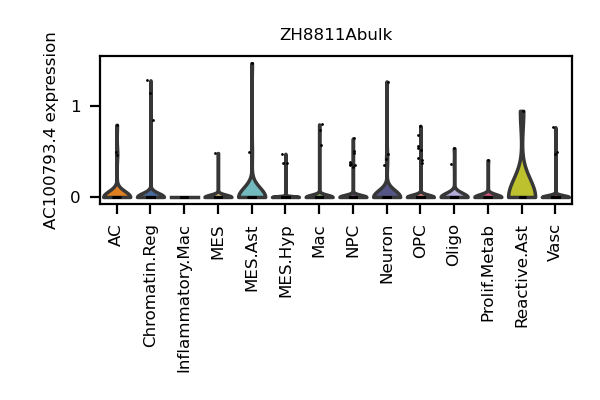 ZH8811Abulk
AC100793.4 expression
1
0
AC
Chromatin.Reg
Inflammatory.Mac
MES
MES.Ast
MES.Hyp
Mac
NPC
Neuron
OPC
Oligo
Prolif.Metab
Reactive.Ast
Vasc